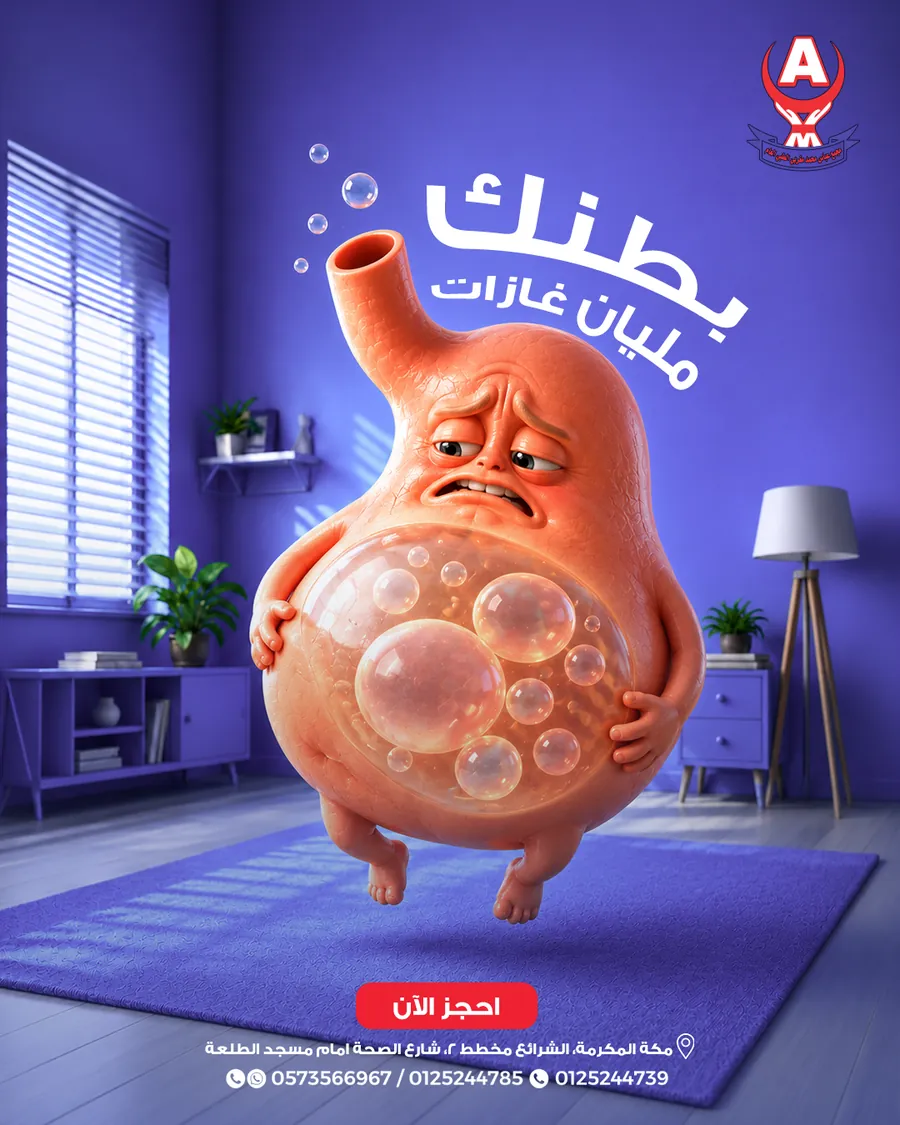 A
M
بطنك
مليان غازات
احجز الآن
مكة المكرمة، الشرائع مخطط ٢، شارع الصحة امام مسجد الطلعة
0573566967 / 0125244785 0125244739